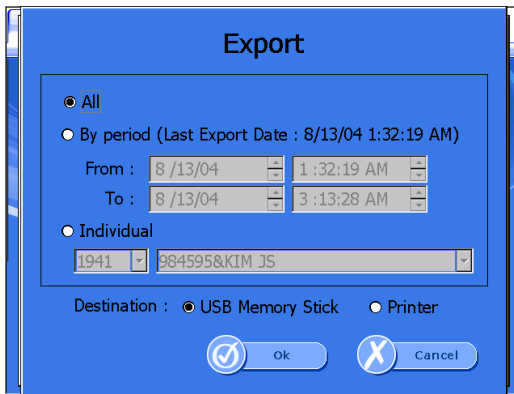 Export
All
By period (Last Export Date : 8/13/04 1:32:19 AM)
From : 8 /13/04 1 :32:19 AM
To : 8 /13/04 3 :13:28 AM
Individual
1941 984595&KIM JS
Destination : USB Memory Stick Printer
Ok Cancel